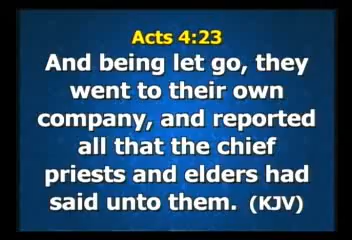 Acts 4:23
And being let go, they
went to their own
company, and reported
all that the chief
priests and elders had
said unto them. (KJV)